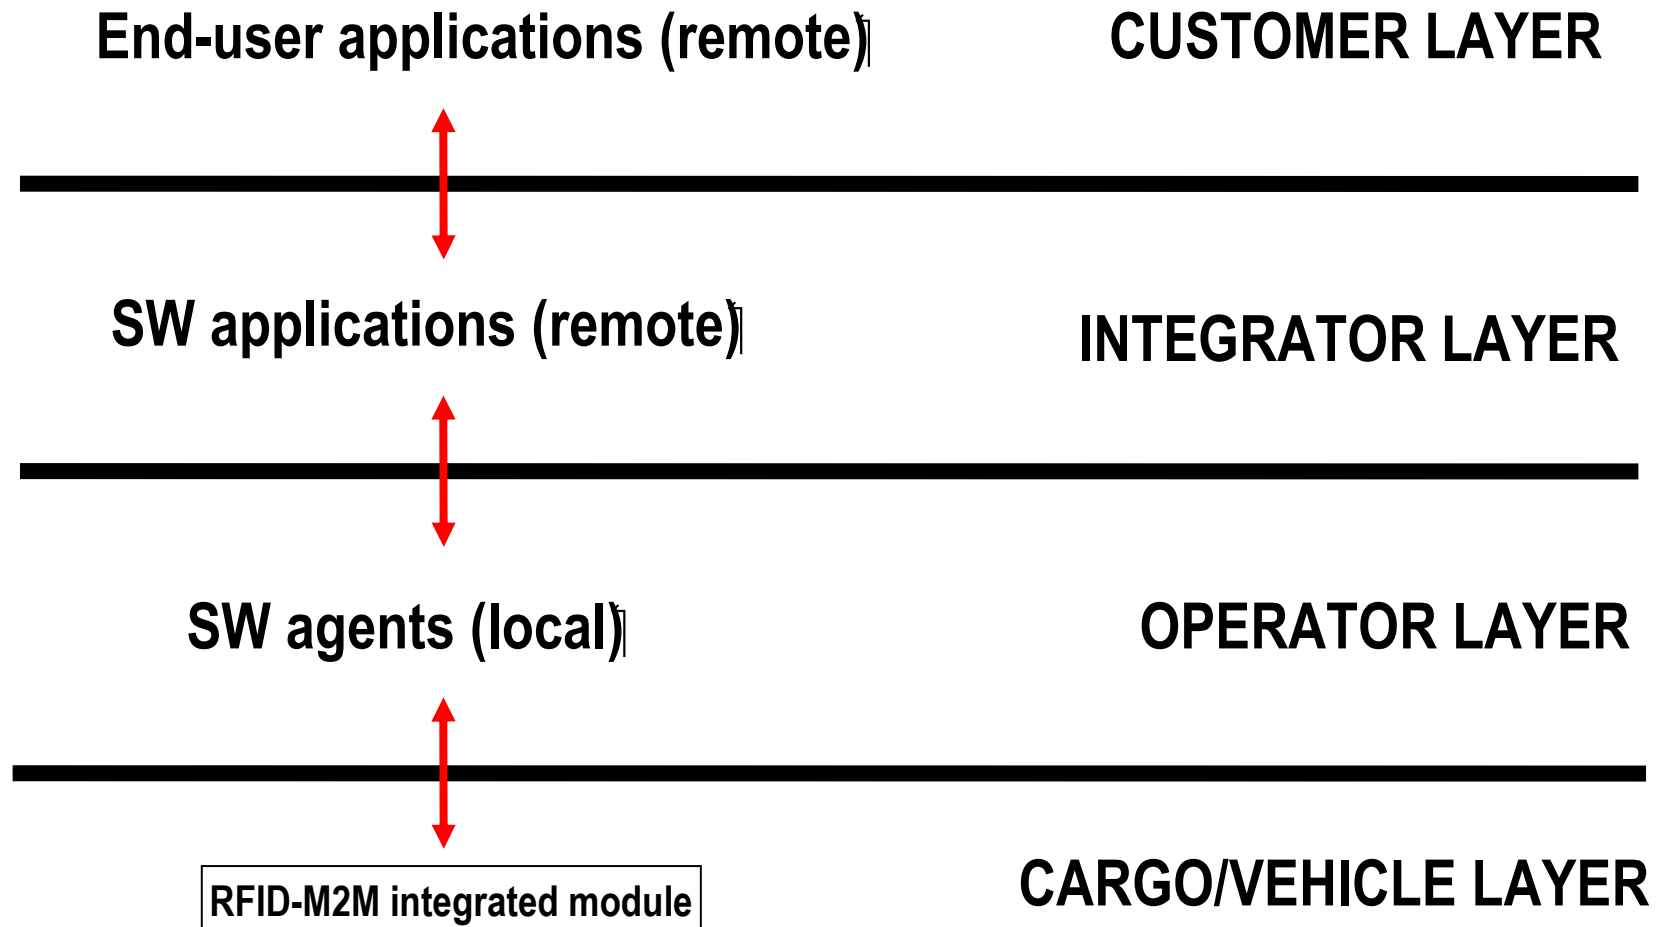 End-user applications (remote)
CUSTOMER LAYER
SW applications (remote)
INTEGRATOR LAYER
SW agents (local)
OPERATOR LAYER
RFID-M2M integrated module
CARGO/VEHICLE LAYER